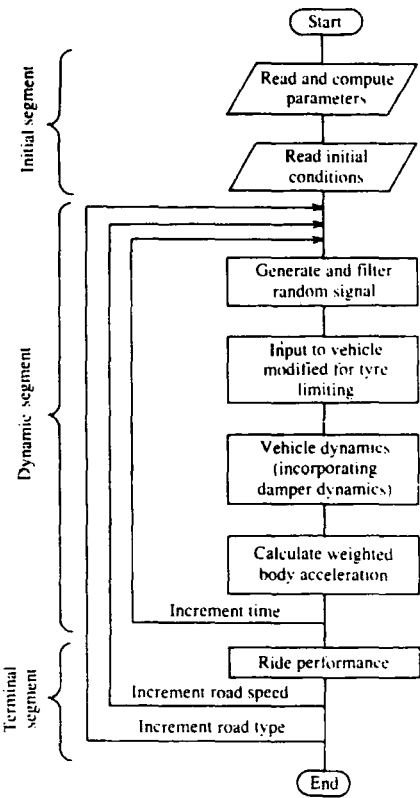 Start
Read and compute
parameters
Read initial
conditions
Initial segment
Generate and filter
random signal
Input to vehicle
modified for tyre
limiting
Vehicle dynamics
(incorporating
damper dynamics)
Calculate weighted
body acceleration
Increment time
Dynamic segment
Ride performance
Increment road speed
Increment road type
Terminal
segment
End